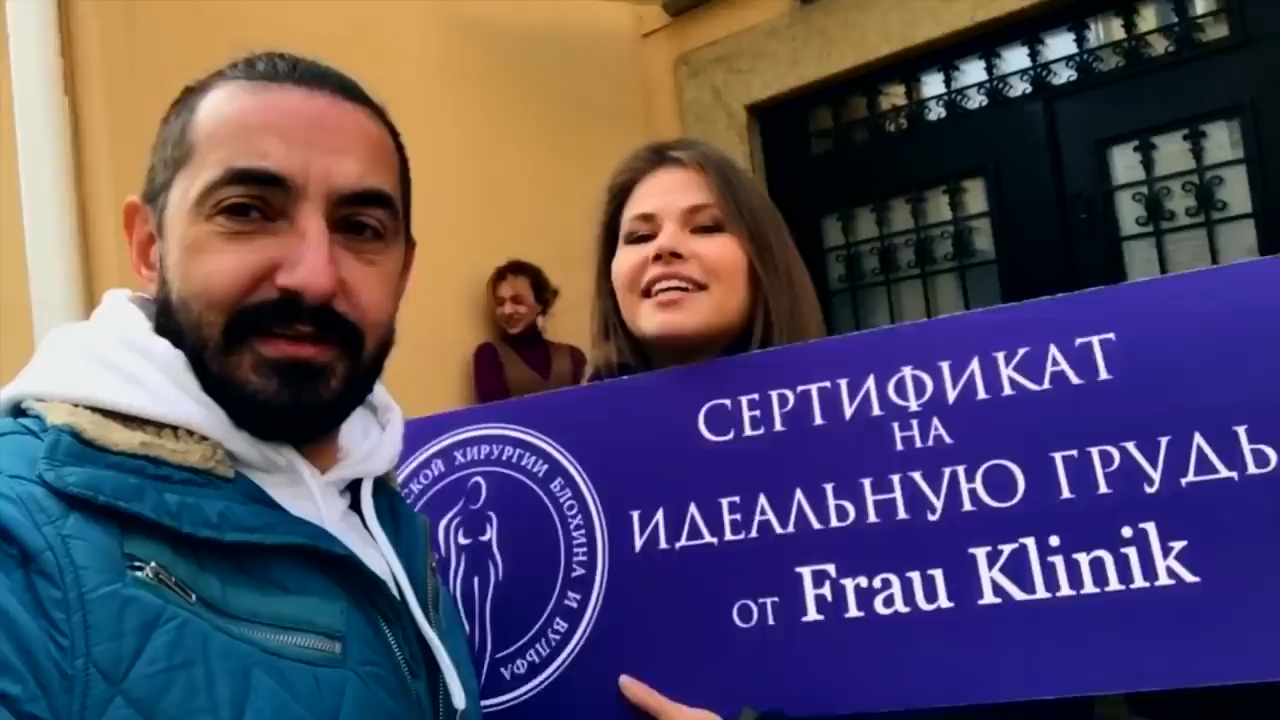 СЕРТИФИКАТ
НА
ИДЕАЛЬНУЮ ГРУДЬ
от Frau Klinik
ХИРУРГИИ БЛОХИНА И ВУЛЬФА